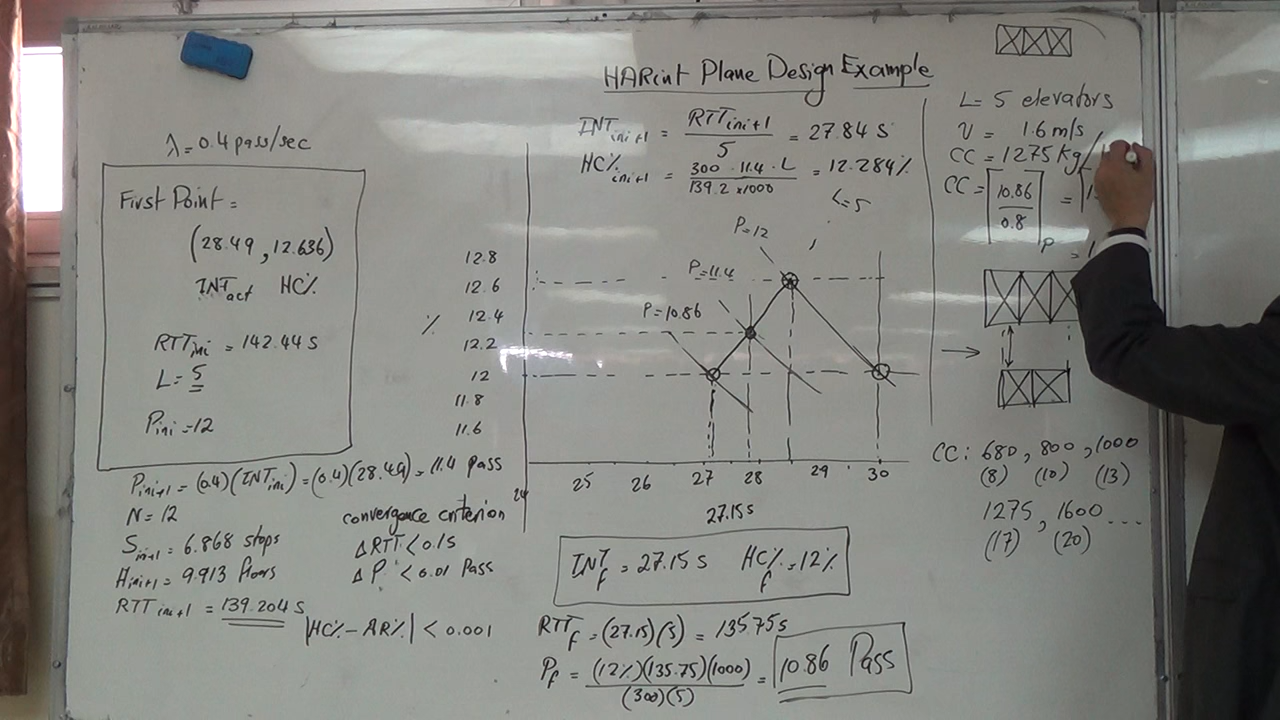 HARint Plane Design Example
λ = 0.4 pass/sec
First Point =
(28.49, 12.636)
INT act HC%
RTT ini = 142.44 S
L = 5
P ini = 12
P ini+1 = (0.4)(INT ini) = (0.4)(28.49) = 11.4 pass
N = 12
S ini+1 = 6.868 stops
H ini+1 = 9.913 floors
RTT ini+1 = 139.204 s
convergence criterion
Δ RTT < 0.1s
Δ P < 0.01 Pass
|HC% - AR%| < 0.001
INT ini+1 = RTT ini+1 / 5 = 27.84 S
HC% ini+1 = 300 · 11.4 · L / 139.2 x 1000 = 12.284%
L=5
P=12
P=11.4
P=10.86
%
12.8
12.6
12.4
12.2
12
11.8
11.6
24 25 26 27 28 29 30
27.15 s
INT f = 27.15 s HC% f = 12%
RTT f = (27.15)(5) = 135.75 s
P f = (12%)(135.75)(1000) / (300)(5) = 10.86 Pass
L = 5 elevators
v = 1.6 m/s
CC = 1275 Kg/
CC = [10.86 / 0.8] P =
CC: 680, 800, 1000
(8) (10) (13)
1275, 1600 ...
(17) (20)